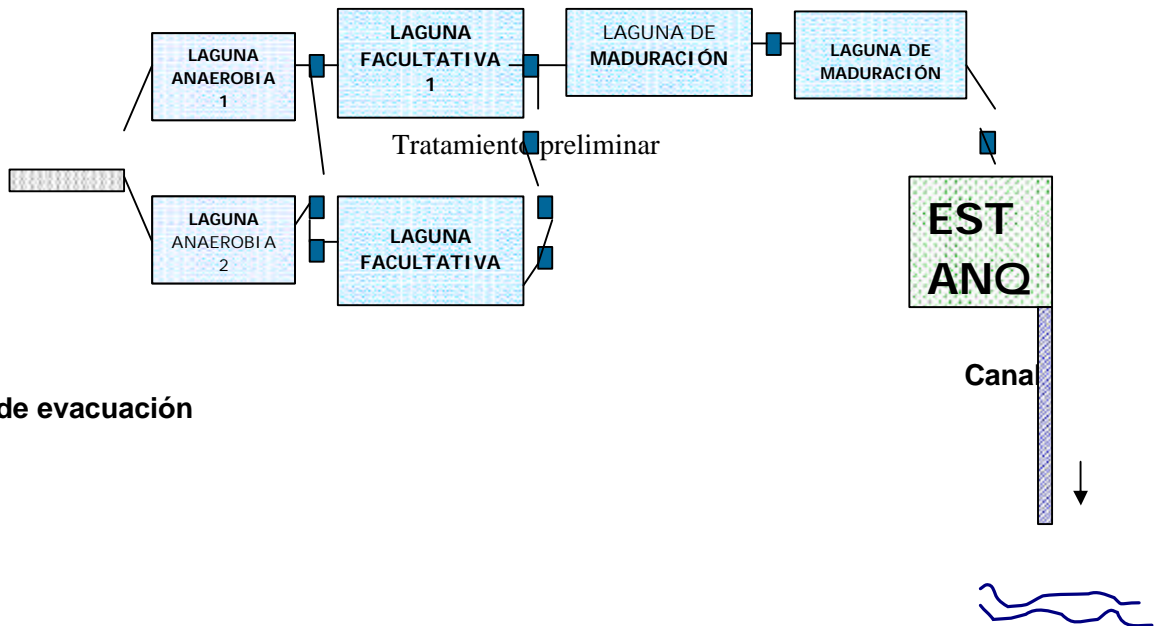 LAGUNA
ANAEROBIA
1
LAGUNA
FACULTATIVA
1
LAGUNA DE
MADURACIÓN
LAGUNA DE
MADURACIÓN
Tratamiento preliminar
LAGUNA
ANAEROBIA
2
LAGUNA
FACULTATIVA
EST
ANQ
Canal
de evacuación